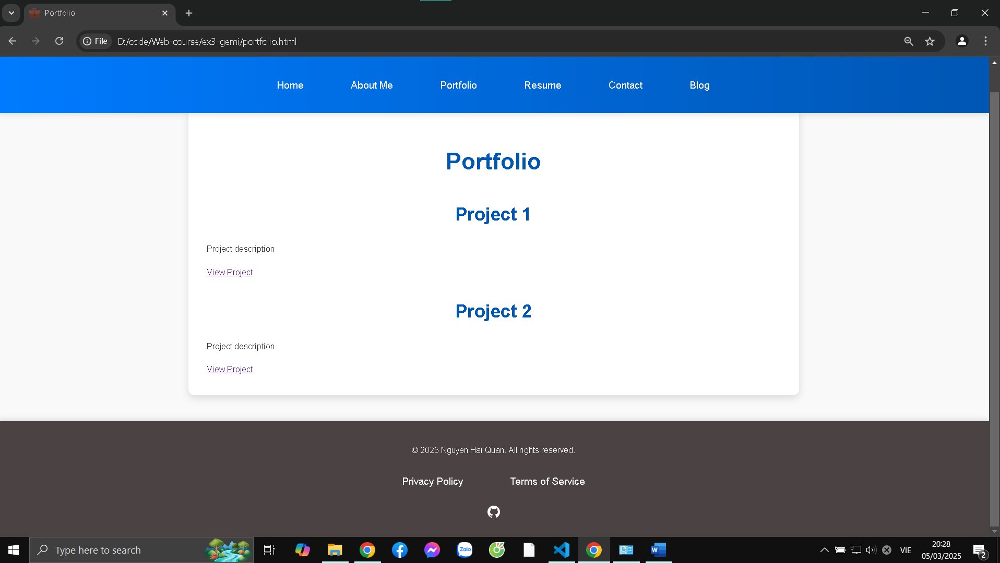 Portfolio
File D:/code/Web-course/ex3-gemi/portfolio.html
Home About Me Portfolio Resume Contact Blog
Portfolio
Project 1
Project description
View Project
Project 2
Project description
View Project
© 2025 Nguyen Hai Quan. All rights reserved.
Privacy Policy Terms of Service
Type here to search
Zalo
W
VIE
20:28
05/03/2025
2